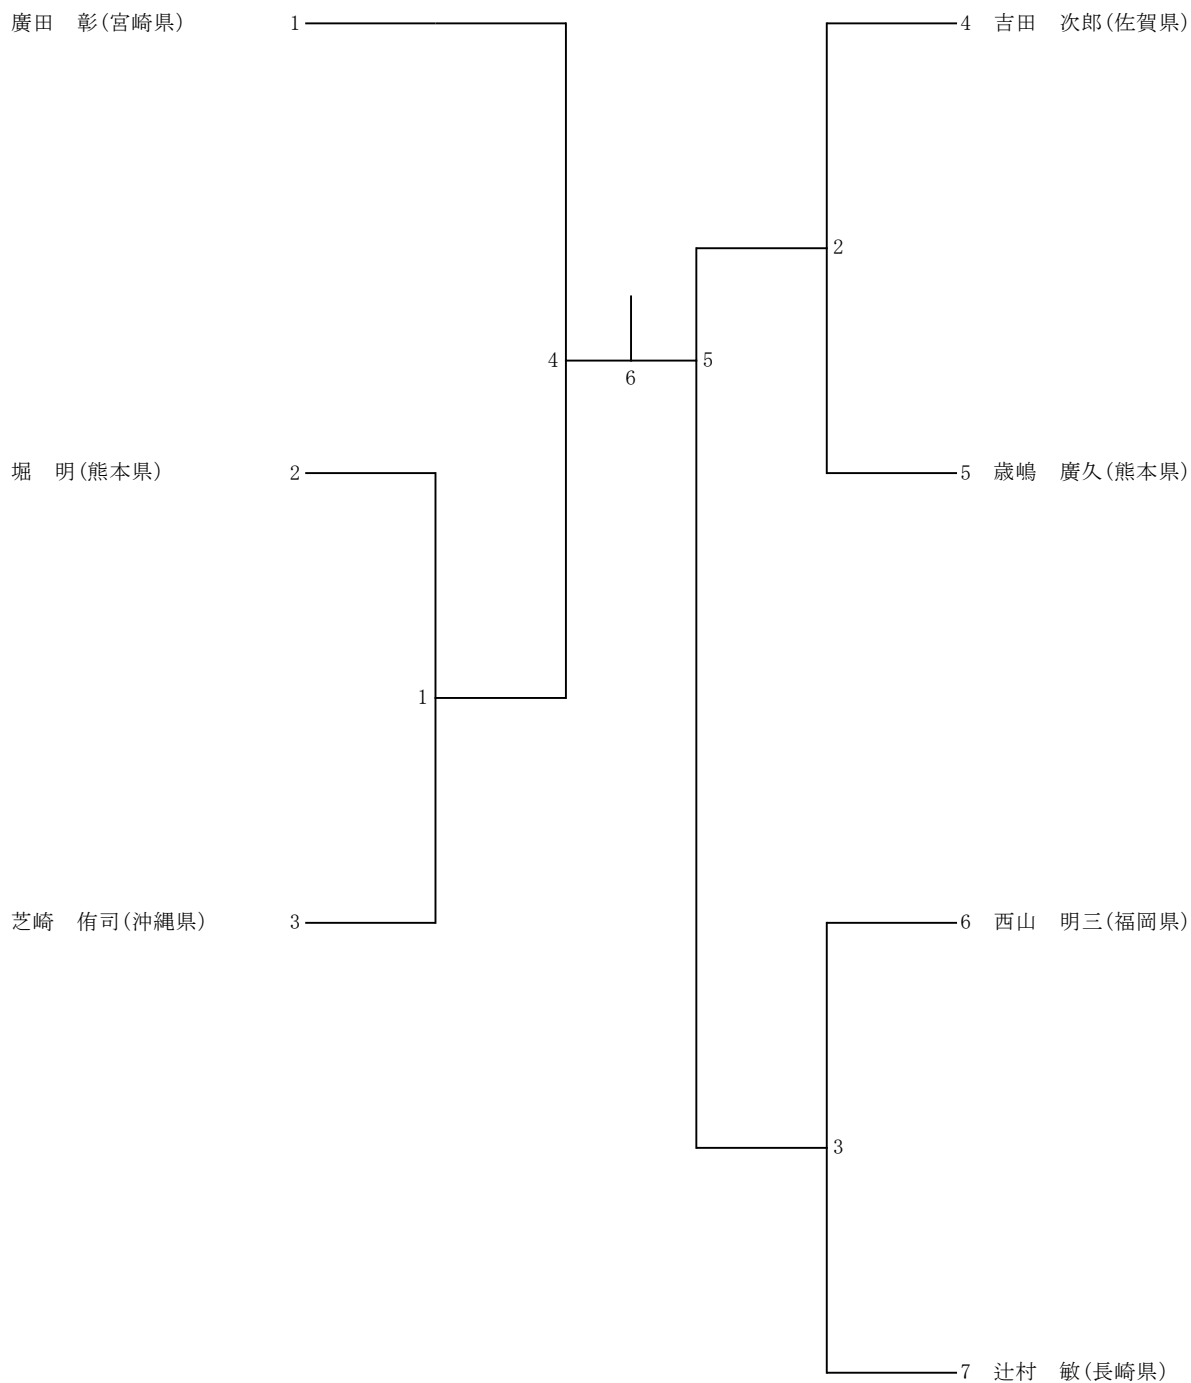 廣田　彰(宮崎県)　1
4　吉田　次郎(佐賀県)
2
4
5
6
堀　明(熊本県)　2
5　歳嶋　廣久(熊本県)
1
芝崎　侑司(沖縄県)　3
6　西山　明三(福岡県)
3
7　辻村　敏(長崎県)